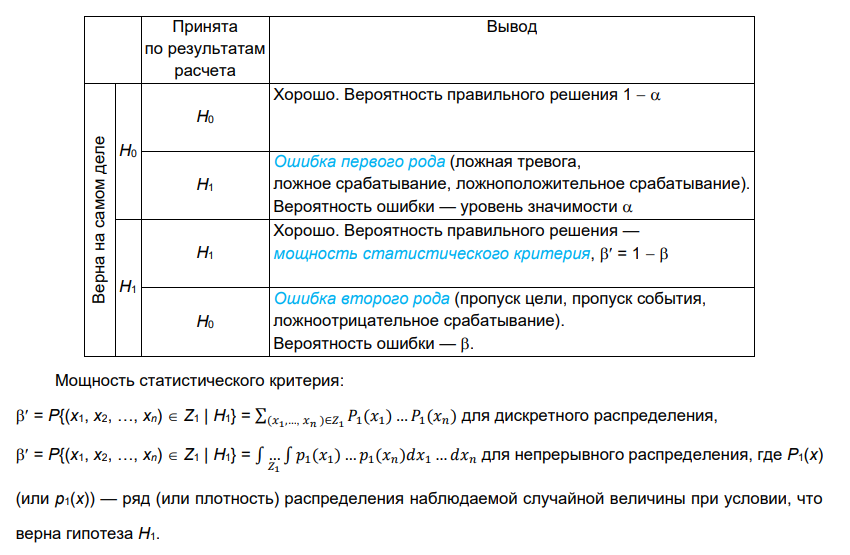 Принята
по результатам
расчета
Вывод
Верна на самом деле
H₀
H₀
Хорошо. Вероятность правильного решения 1 – α
H₁
Ошибка первого рода (ложная тревога,
ложное срабатывание, ложноположительное срабатывание).
Вероятность ошибки — уровень значимости α
H₁
H₁
Хорошо. Вероятность правильного решения —
мощность статистического критерия, β′ = 1 – β
H₀
Ошибка второго рода (пропуск цели, пропуск события,
ложноотрицательное срабатывание).
Вероятность ошибки — β.
Мощность статистического критерия:
β′ = P{(x₁, x₂, …, xₙ) ∈ Z₁ | H₁} = ∑₍ₓ₁,…, ₓₙ₎∈Z₁ P₁(x₁) … P₁(xₙ) для дискретного распределения,
β′ = P{(x₁, x₂, …, xₙ) ∈ Z₁ | H₁} = ∫ …Z₁ ∫ p₁(x₁) … p₁(xₙ)dx₁ … dxₙ для непрерывного распределения, где P₁(x)
(или p₁(x)) — ряд (или плотность) распределения наблюдаемой случайной величины при условии, что
верна гипотеза H₁.